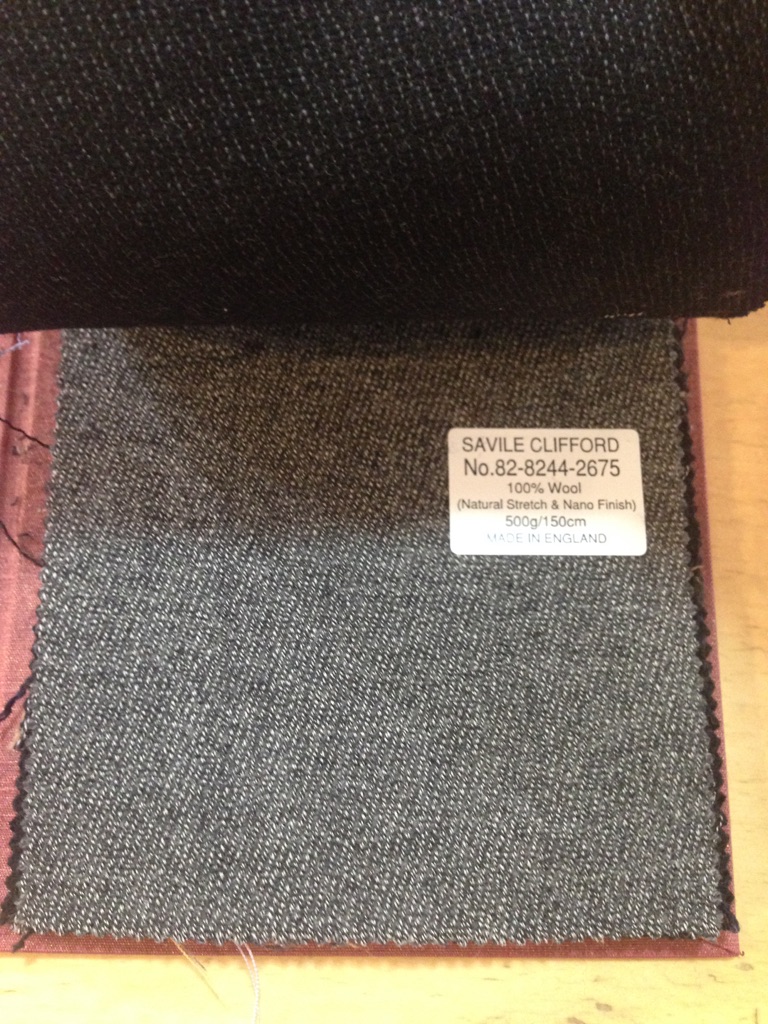 SAVILE CLIFFORD
No.82-8244-2675
100% Wool
(Natural Stretch & Nano Finish)
500g/150cm
MADE IN ENGLAND